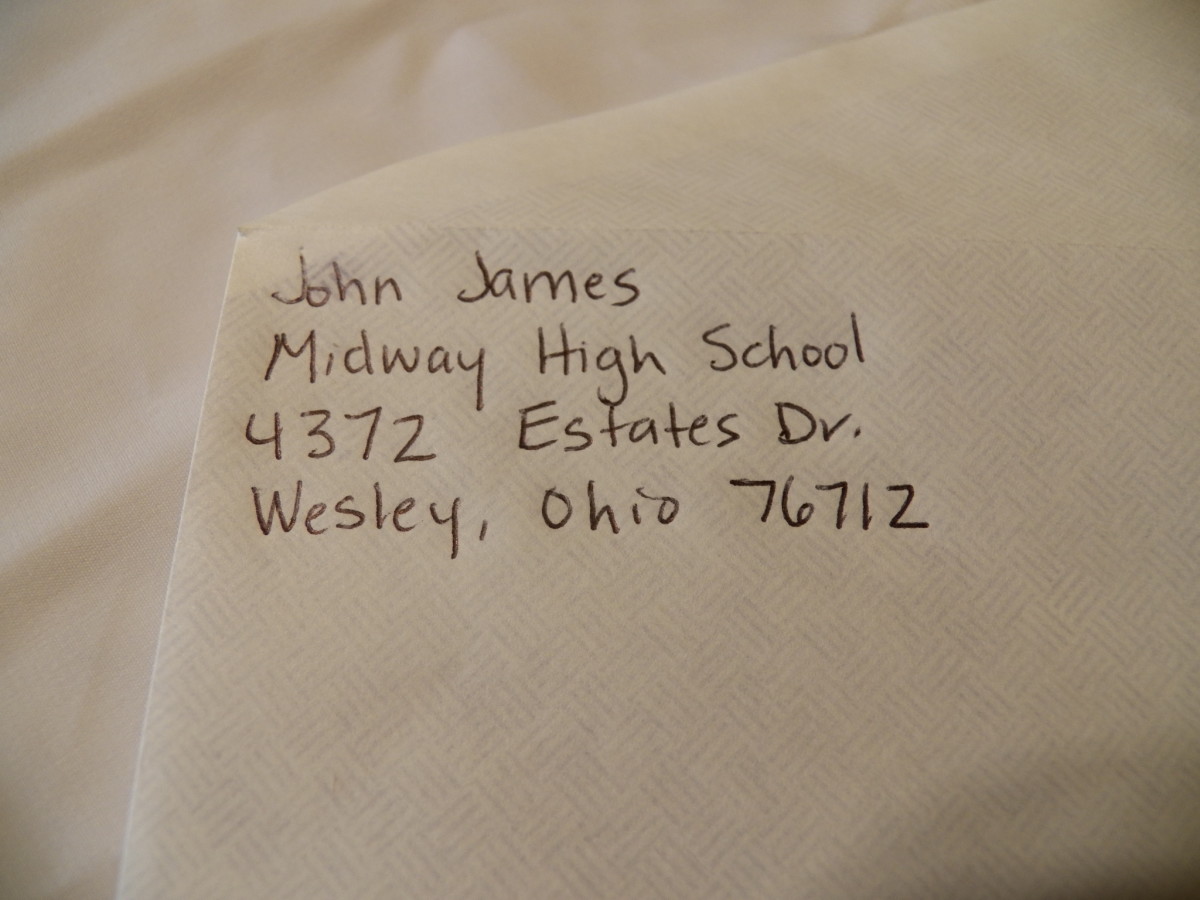 John James
Midway High School
4372 Estates Dr.
Wesley, Ohio 76712